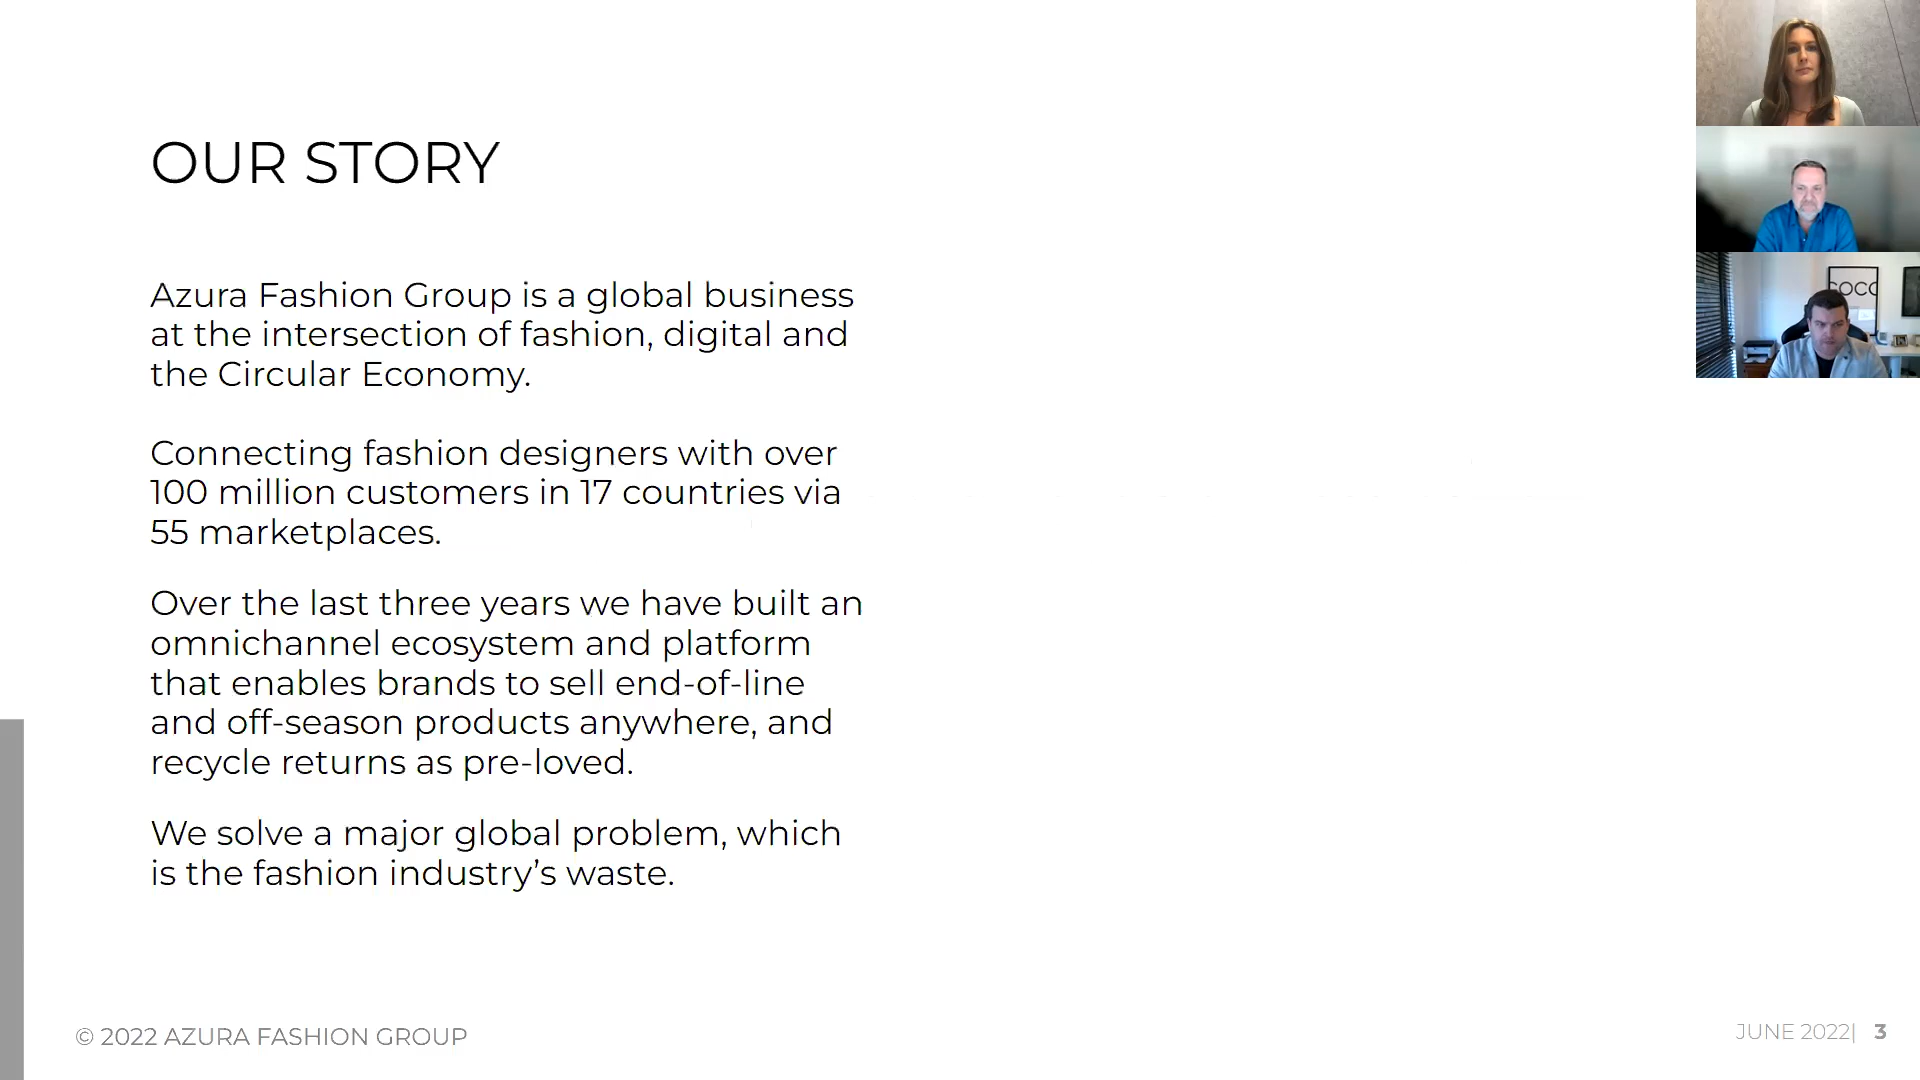 OUR STORY
Azura Fashion Group is a global business
at the intersection of fashion, digital and
the Circular Economy.
Connecting fashion designers with over
100 million customers in 17 countries via
55 marketplaces.
Over the last three years we have built an
omnichannel ecosystem and platform
that enables brands to sell end-of-line
and off-season products anywhere, and
recycle returns as pre-loved.
We solve a major global problem, which
is the fashion industry’s waste.
© 2022 AZURA FASHION GROUP
JUNE 2022| 3